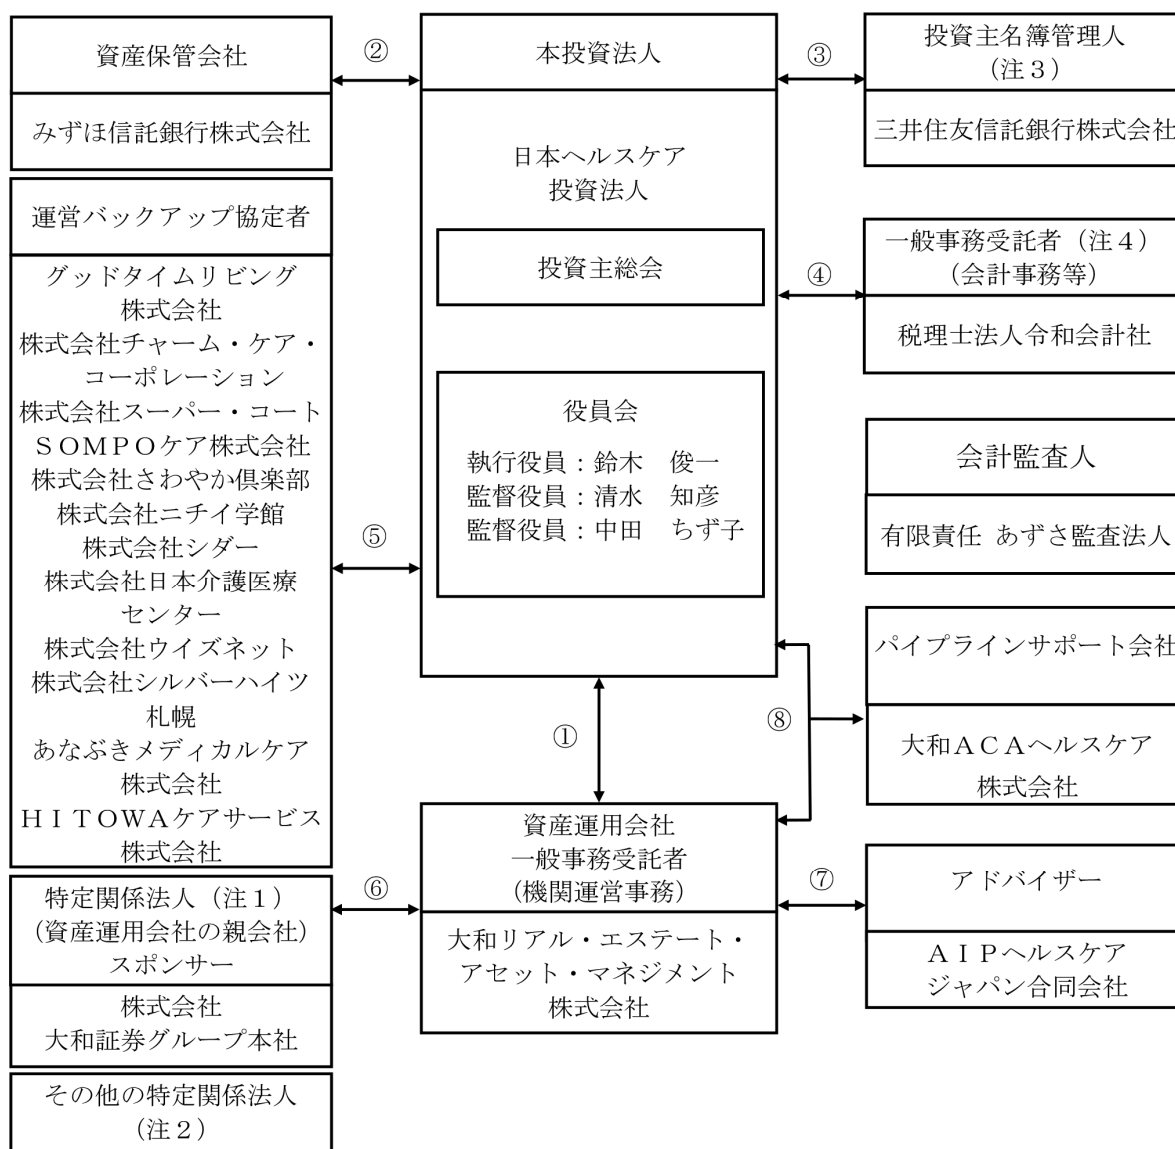 資産保管会社
みずほ信託銀行株式会社
②
運営バックアップ協定者
グッドタイムリビング
株式会社
株式会社チャーム・ケア・
コーポレーション
株式会社スーパー・コート
ＳＯＭＰＯケア株式会社
株式会社さわやか倶楽部
株式会社ニチイ学館
株式会社シダー
株式会社日本介護医療
センター
株式会社ウイズネット
株式会社シルバーハイツ
札幌
あなぶきメディカルケア
株式会社
ＨＩＴＯＷＡケアサービス
株式会社
⑤
特定関係法人（注１）
（資産運用会社の親会社）
スポンサー
株式会社
大和証券グループ本社
⑥
その他の特定関係法人
（注２）
本投資法人
日本ヘルスケア
投資法人
投資主総会
役員会
執行役員：鈴木　俊一
監督役員：清水　知彦
監督役員：中田　ちず子
①
資産運用会社
一般事務受託者
（機関運営事務）
大和リアル・エステート・
アセット・マネジメント
株式会社
③
投資主名簿管理人
（注３）
三井住友信託銀行株式会社
④
一般事務受託者（注４）
（会計事務等）
税理士法人令和会計社
会計監査人
有限責任 あずさ監査法人
⑧
パイプラインサポート会社
大和ＡＣＡヘルスケア
株式会社
⑦
アドバイザー
ＡＩＰヘルスケア
ジャパン合同会社